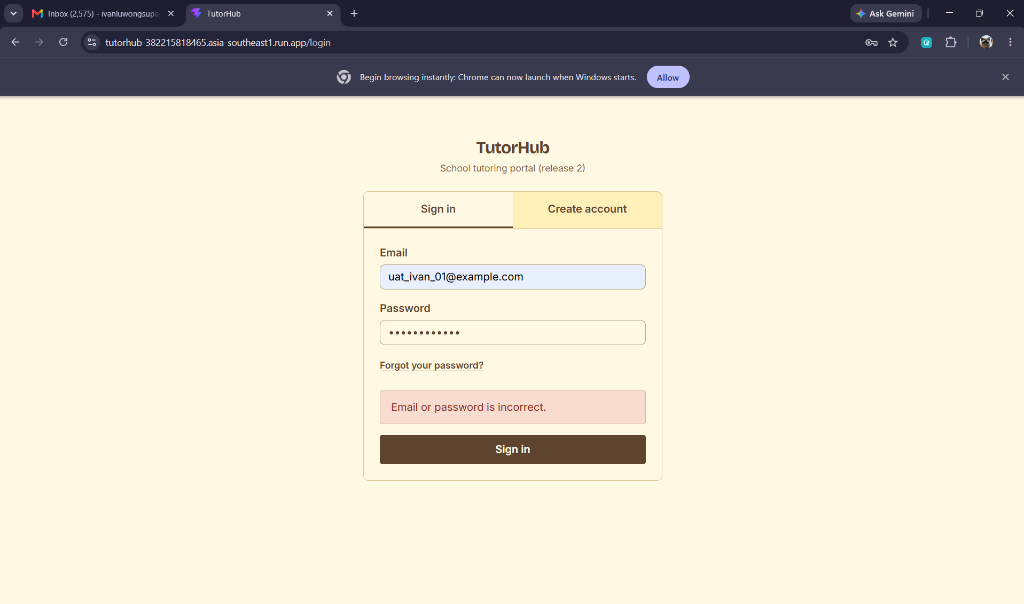 Inbox (2,575) - ivanluwongsupa
TutorHub
Ask Gemini
tutorhub-382215818465.asia-southeast1.run.app/login
Begin browsing instantly: Chrome can now launch when Windows starts.
Allow
TutorHub
School tutoring portal (release 2)
Sign in
Create account
Email
uat_ivan_01@example.com
Password
Forgot your password?
Email or password is incorrect.
Sign in